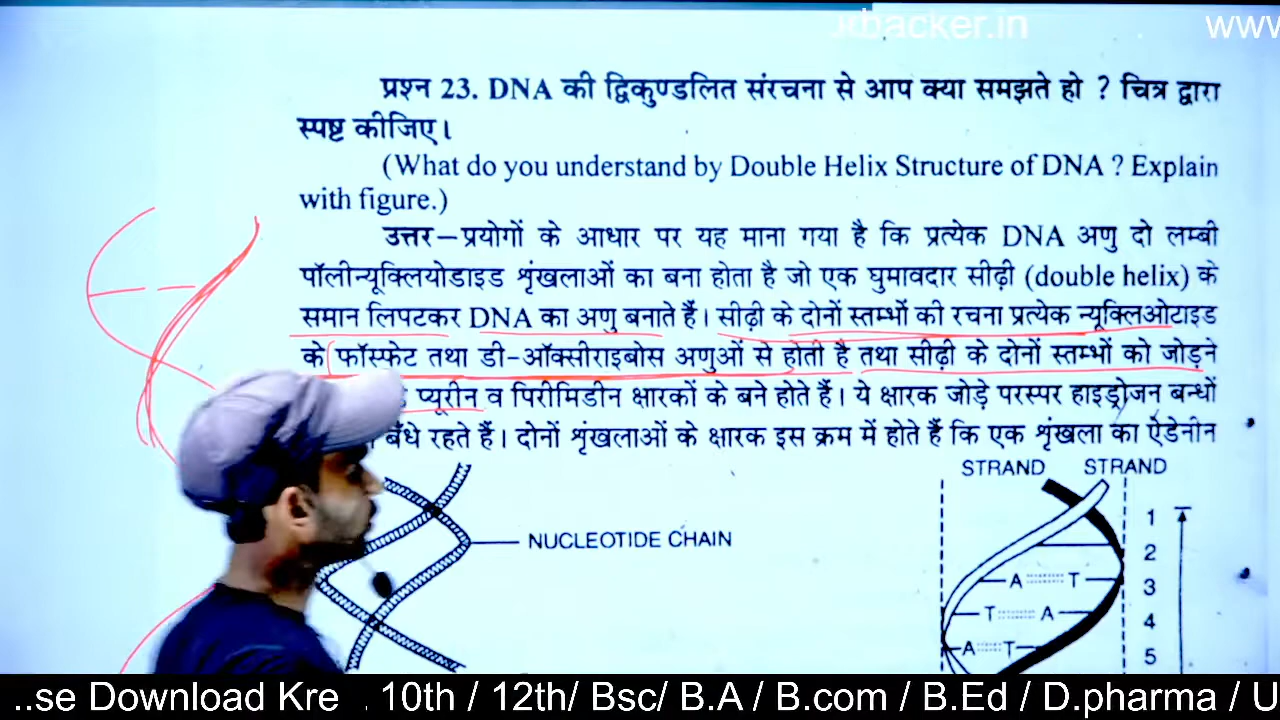 backer.in
www
प्रश्न 23. DNA की द्विकुण्डलित संरचना से आप क्या समझते हो ? चित्र द्वारा
स्पष्ट कीजिए।
(What do you understand by Double Helix Structure of DNA ? Explain
with figure.)
उत्तर–प्रयोगों के आधार पर यह माना गया है कि प्रत्येक DNA अणु दो लम्बी
पॉलीन्यूक्लियोडाइड शृंखलाओं का बना होता है जो एक घुमावदार सीढ़ी (double helix) के
समान लिपटकर DNA का अणु बनाते हैं। सीढ़ी के दोनों स्तम्भों की रचना प्रत्येक न्यूक्लिओटाइड
के फॉस्फेट तथा डी-ऑक्सीराइबोस अणुओं से होती है तथा सीढ़ी के दोनों स्तम्भों को जोड़ने
प्यूरीन व पिरीमिडीन क्षारकों के बने होते हैं। ये क्षारक जोड़े परस्पर हाइड्रोजन बन्धों
बँधे रहते हैं। दोनों शृंखलाओं के क्षारक इस क्रम में होते हैं कि एक शृंखला का ऐडेनीन
STRAND STRAND
NUCLEOTIDE CHAIN
1
2
A T 3
T A 4
A T 5
..se Download Kre . 10th / 12th/ Bsc/ B.A / B.com / B.Ed / D.pharma / U